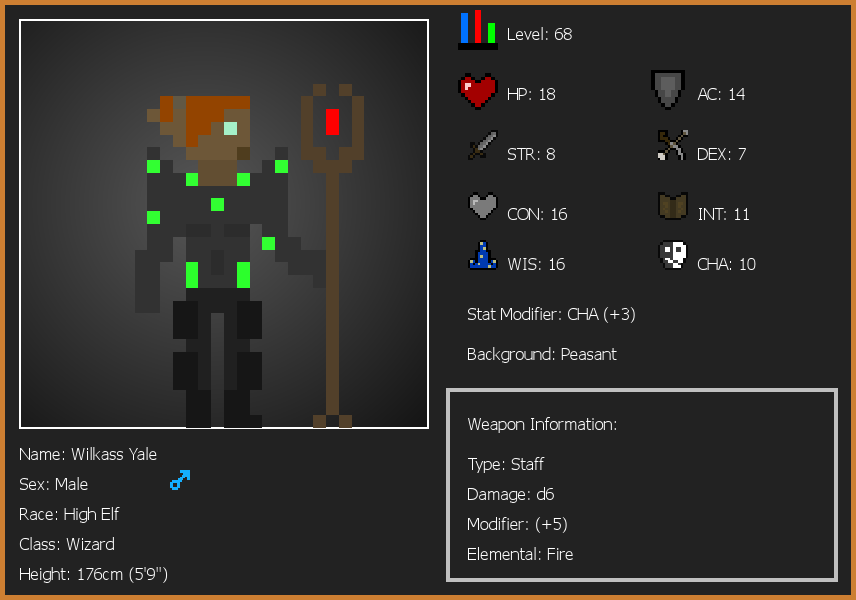 Level: 68
HP: 18
AC: 14
STR: 8
DEX: 7
CON: 16
INT: 11
WIS: 16
CHA: 10
Stat Modifier: CHA (+3)
Background: Peasant
Weapon Information:
Type: Staff
Damage: d6
Modifier: (+5)
Elemental: Fire
Name: Wilkass Yale
Sex: Male
Race: High Elf
Class: Wizard
Height: 176cm (5'9")